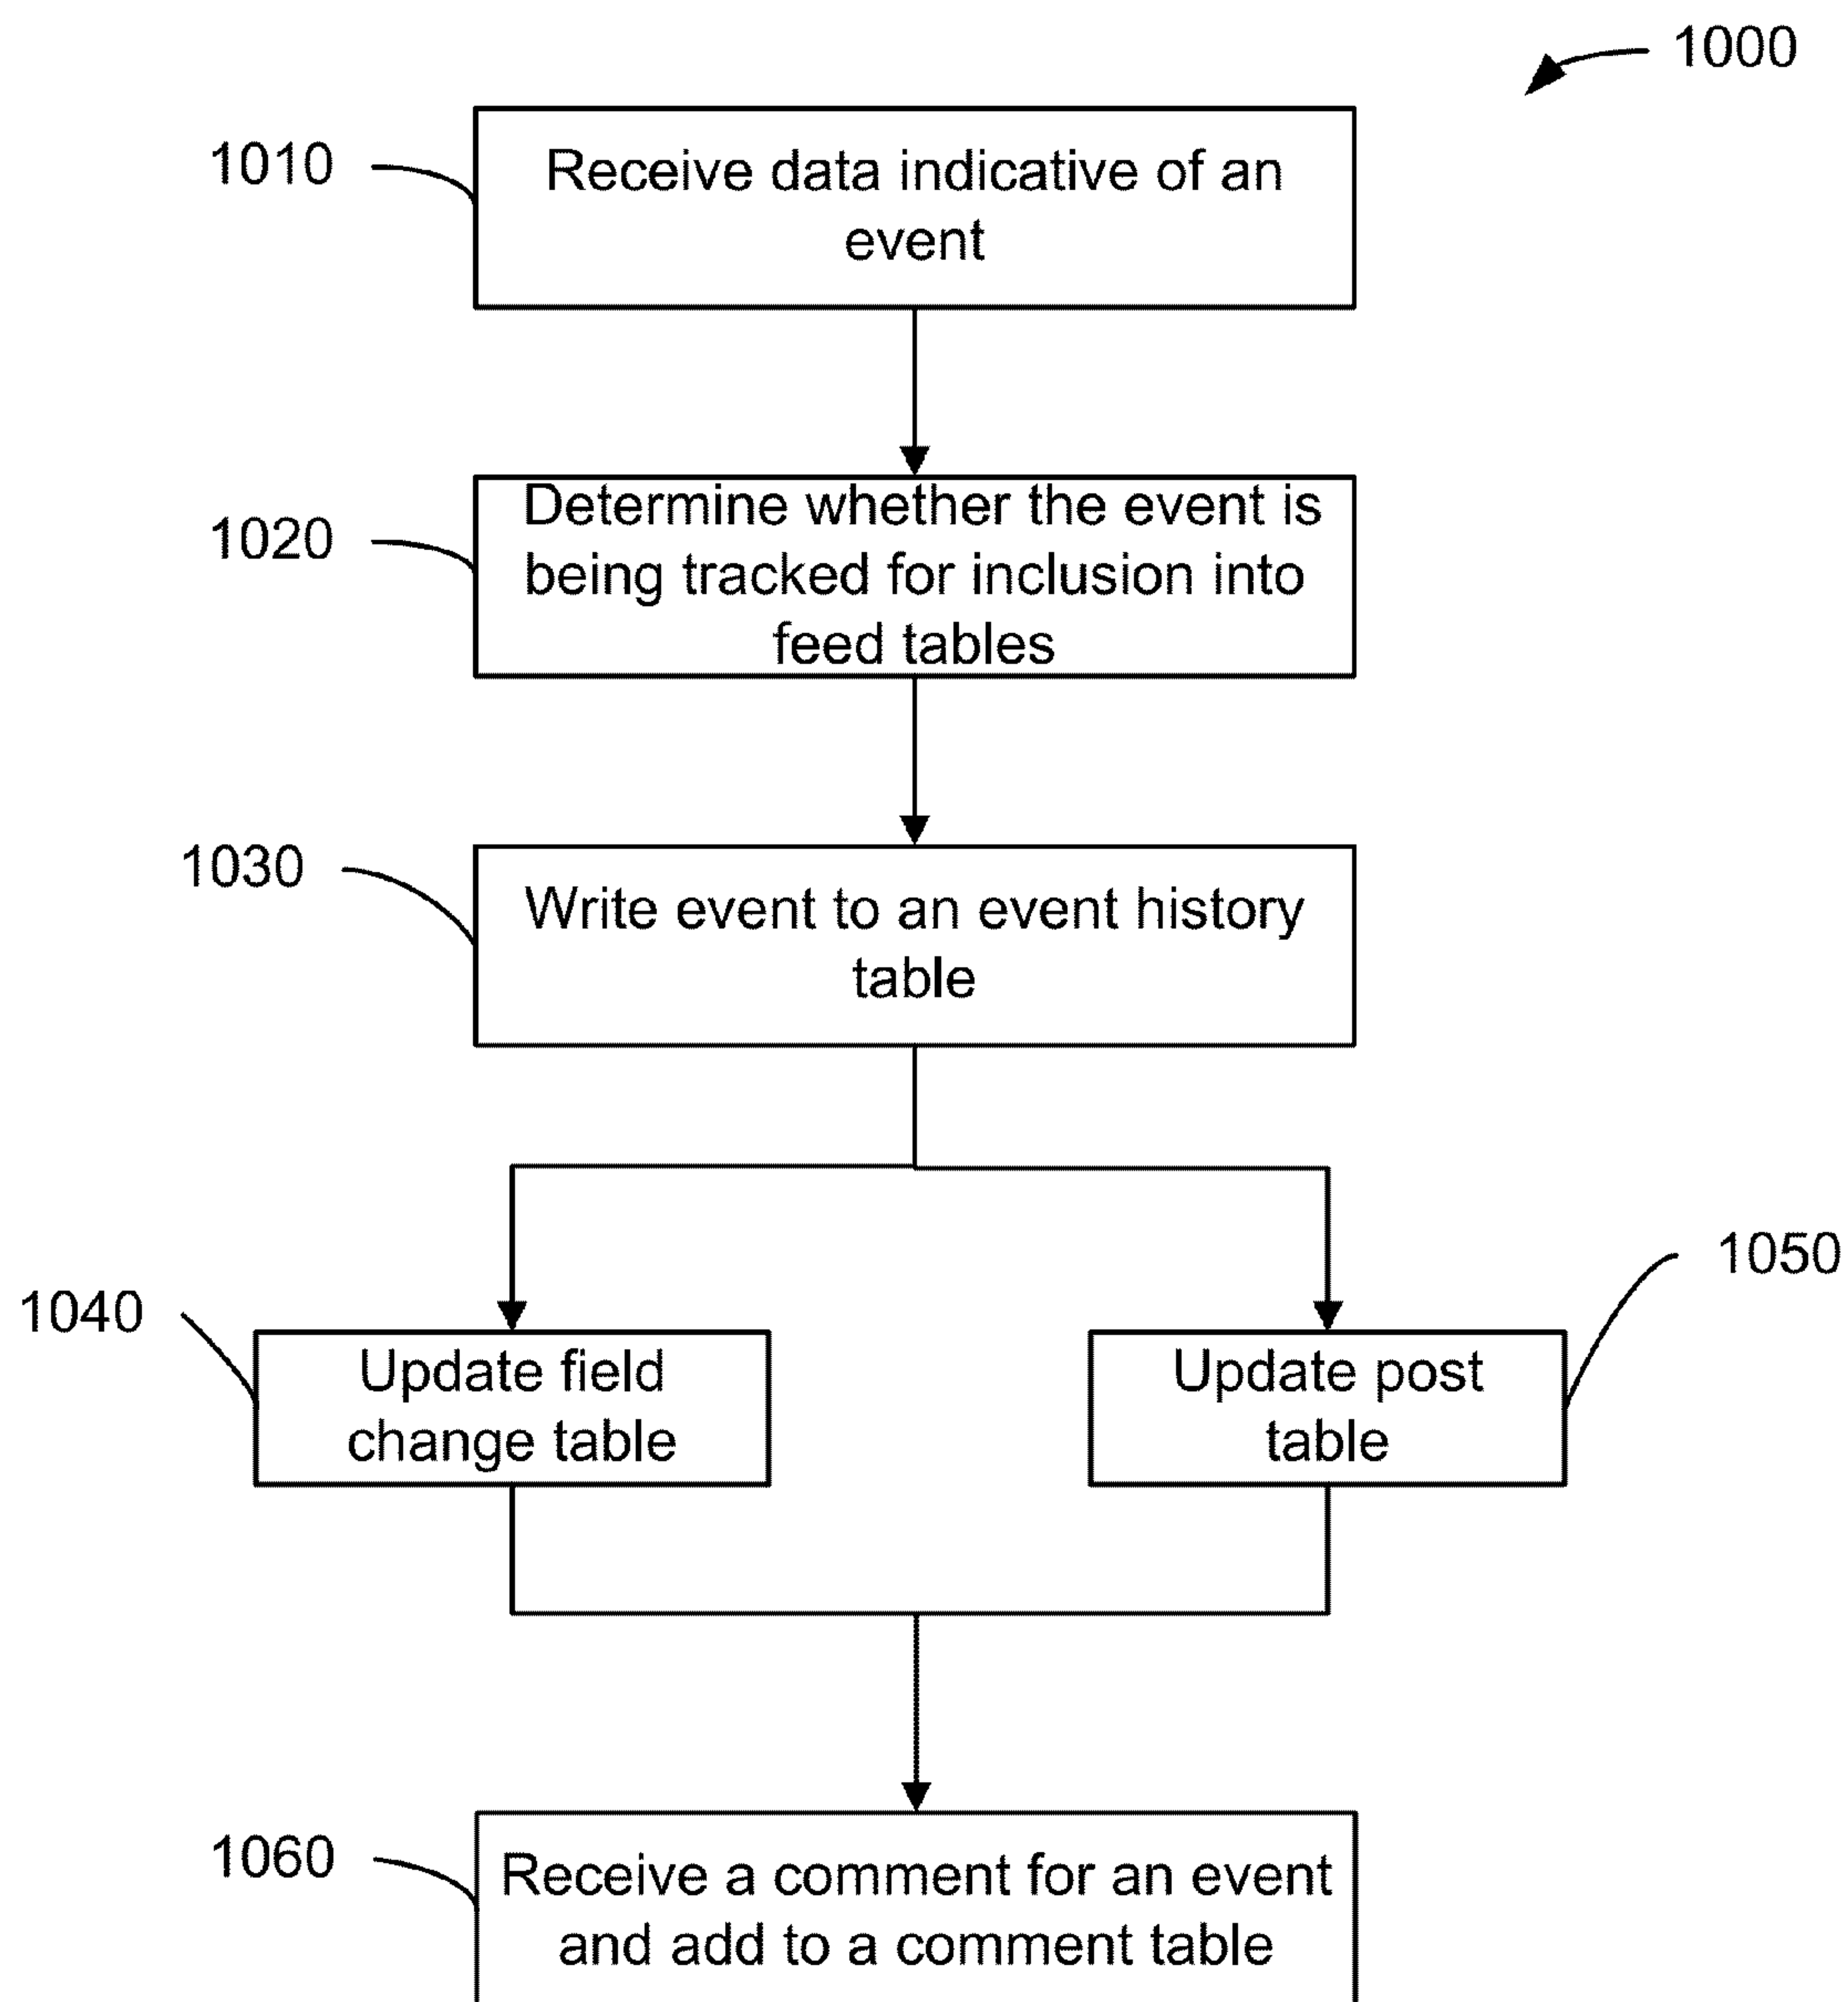 1000
1010
Receive data indicative of an
event
1020
Determine whether the event is
being tracked for inclusion into
feed tables
1030
Write event to an event history
table
1040
Update field
change table
1050
Update post
table
1060
Receive a comment for an event
and add to a comment table